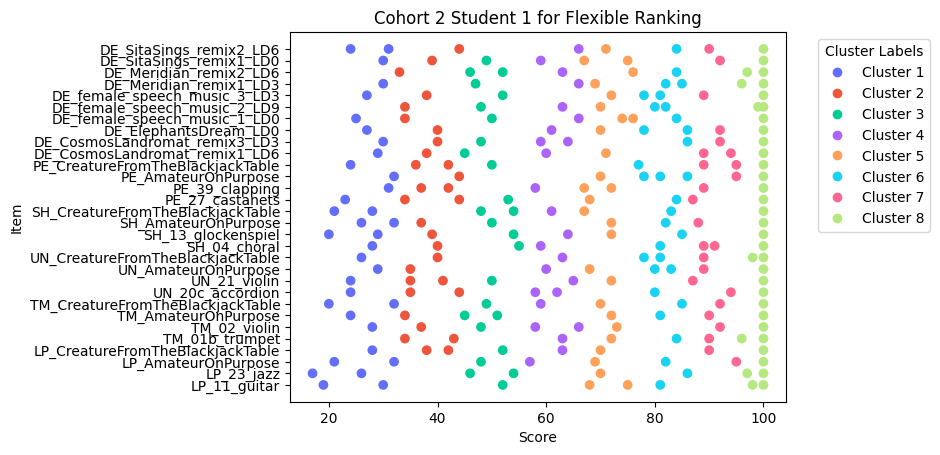 Cohort 2 Student 1 for Flexible Ranking
Item
DE_SitaSings_remix2_LD6
DE_SitaSings_remix1_LD0
DE_Meridian_remix2_LD6
DE_Meridian_remix1_LD3
DE_female_speech_music_3_LD3
DE_female_speech_music_2_LD9
DE_female_speech_music_1_LD0
DE_ElephantsDream_LD0
DE_CosmosLandromat_remix3_LD3
DE_CosmosLandromat_remix1_LD6
PE_CreatureFromTheBlackjackTable
PE_AmateurOnPurpose
PE_39_clapping
PE_27_castanets
SH_CreatureFromTheBlackjackTable
SH_AmateurOnPurpose
SH_13_glockenspiel
SH_04_choral
UN_CreatureFromTheBlackjackTable
UN_AmateurOnPurpose
UN_21_violin
UN_20c_accordion
TM_CreatureFromTheBlackjackTable
TM_AmateurOnPurpose
TM_02_violin
TM_01b_trumpet
LP_CreatureFromTheBlackjackTable
LP_AmateurOnPurpose
LP_23_jazz
LP_11_guitar
20 40 60 80 100
Score
Cluster Labels
Cluster 1
Cluster 2
Cluster 3
Cluster 4
Cluster 5
Cluster 6
Cluster 7
Cluster 8